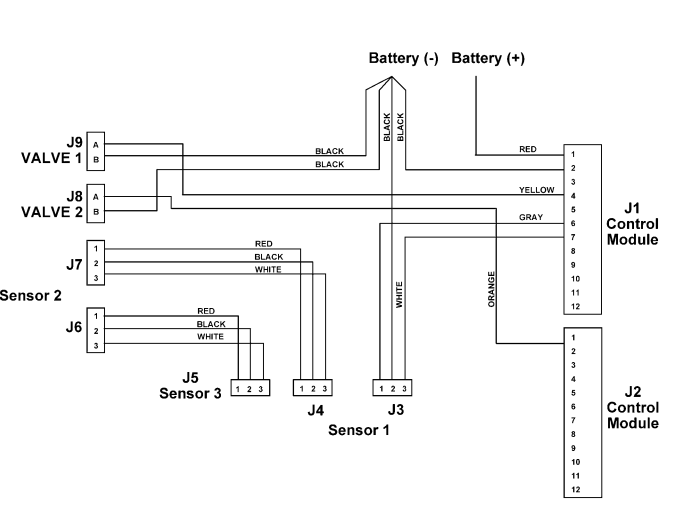 Battery (-) Battery (+)
BLACK
BLACK
J9
VALVE 1
A
B
BLACK
BLACK
RED
YELLOW
GRAY
J8
VALVE 2
A
B
1
2
3
4
5
6
7
8
9
10
11
12
J1
Control
Module
J7
1
2
3
RED
BLACK
WHITE
Sensor 2
J6
1
2
3
RED
BLACK
WHITE
WHITE
ORANGE
J5
Sensor 3
1 2 3
1 2 3
J4
1 2 3
J3
Sensor 1
1
2
3
4
5
6
7
8
9
10
11
12
J2
Control
Module